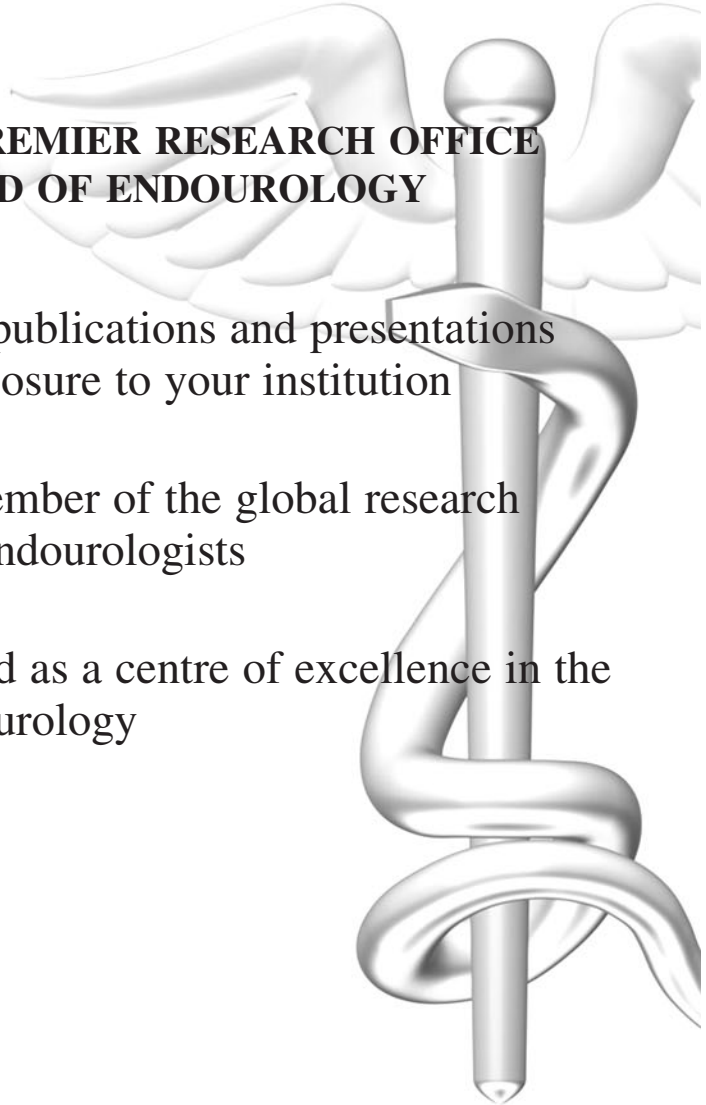 REMIER RESEARCH OFFICE
D OF ENDOUROLOGY
publications and presentations
osure to your institution
ember of the global research
ndourologists
d as a centre of excellence in the
urology